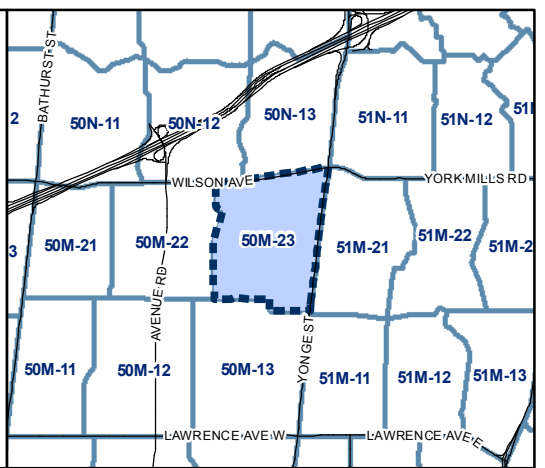 BATHURST ST
2
50N-11
50N-12
50N-13
51N-11
51N-12
51
WILSON AVE
YORK MILLS RD
3
50M-21
50M-22
50M-23
51M-21
51M-22
51M-2
AVENUE RD
YONGE ST
50M-11
50M-12
50M-13
51M-11
51M-12
51M-13
LAWRENCE AVE W
LAWRENCE AVE E